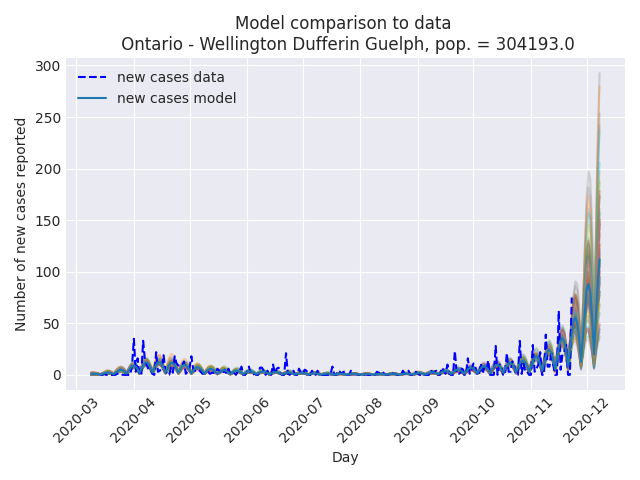 Model comparison to data
Ontario - Wellington Dufferin Guelph, pop. = 304193.0
new cases data
new cases model
Number of new cases reported
300
250
200
150
100
50
0
2020-03
2020-04
2020-05
2020-06
2020-07
2020-08
2020-09
2020-10
2020-11
2020-12
Day